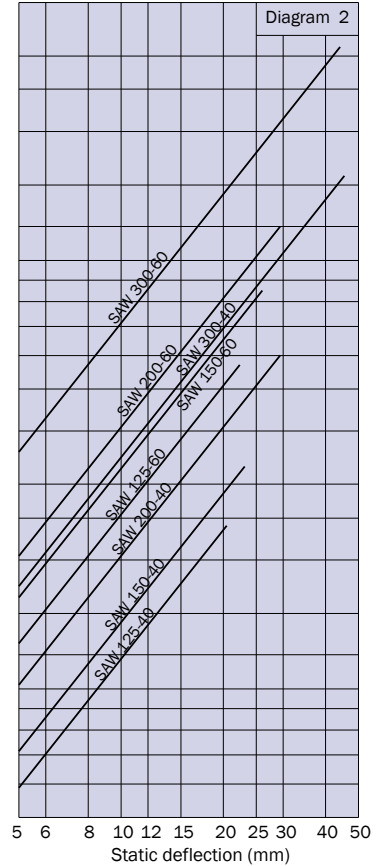 Diagram 2
SAW 300-60
SAW 200-60
SAW 300-40
SAW 150-60
SAW 125-60
SAW 200-40
SAW 150-40
SAW 125-40
5 6 8 10 12 15 20 25 30 40 50
Static deflection (mm)